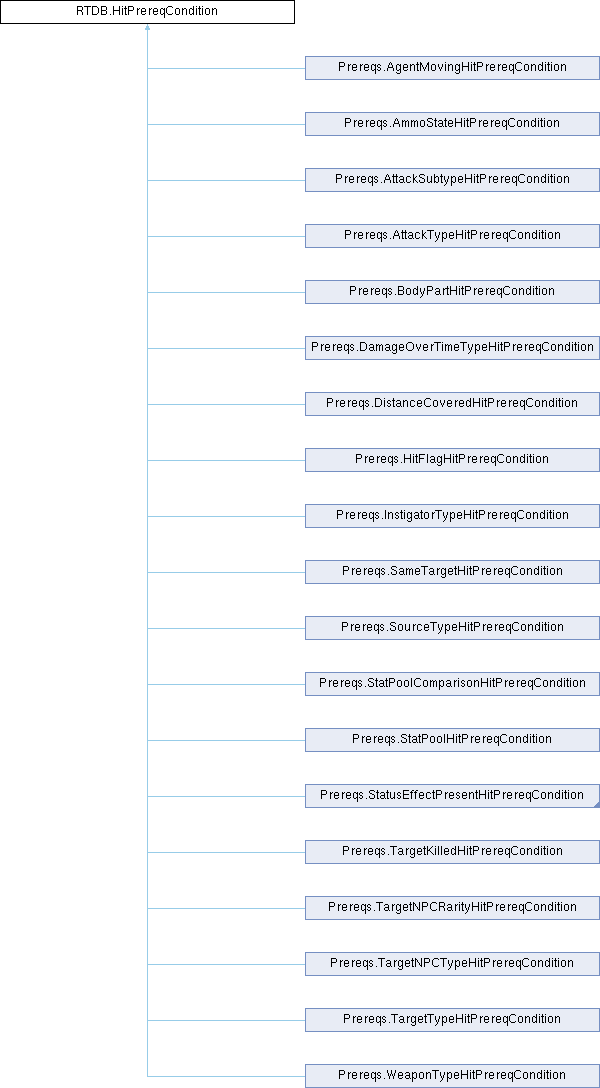 RTDB.HitPrereqCondition
Prereqs.AgentMovingHitPrereqCondition
Prereqs.AmmoStateHitPrereqCondition
Prereqs.AttackSubtypeHitPrereqCondition
Prereqs.AttackTypeHitPrereqCondition
Prereqs.BodyPartHitPrereqCondition
Prereqs.DamageOverTimeTypeHitPrereqCondition
Prereqs.DistanceCoveredHitPrereqCondition
Prereqs.HitFlagHitPrereqCondition
Prereqs.InstigatorTypeHitPrereqCondition
Prereqs.SameTargetHitPrereqCondition
Prereqs.SourceTypeHitPrereqCondition
Prereqs.StatPoolComparisonHitPrereqCondition
Prereqs.StatPoolHitPrereqCondition
Prereqs.StatusEffectPresentHitPrereqCondition
Prereqs.TargetKilledHitPrereqCondition
Prereqs.TargetNPCRarityHitPrereqCondition
Prereqs.TargetNPCTypeHitPrereqCondition
Prereqs.TargetTypeHitPrereqCondition
Prereqs.WeaponTypeHitPrereqCondition